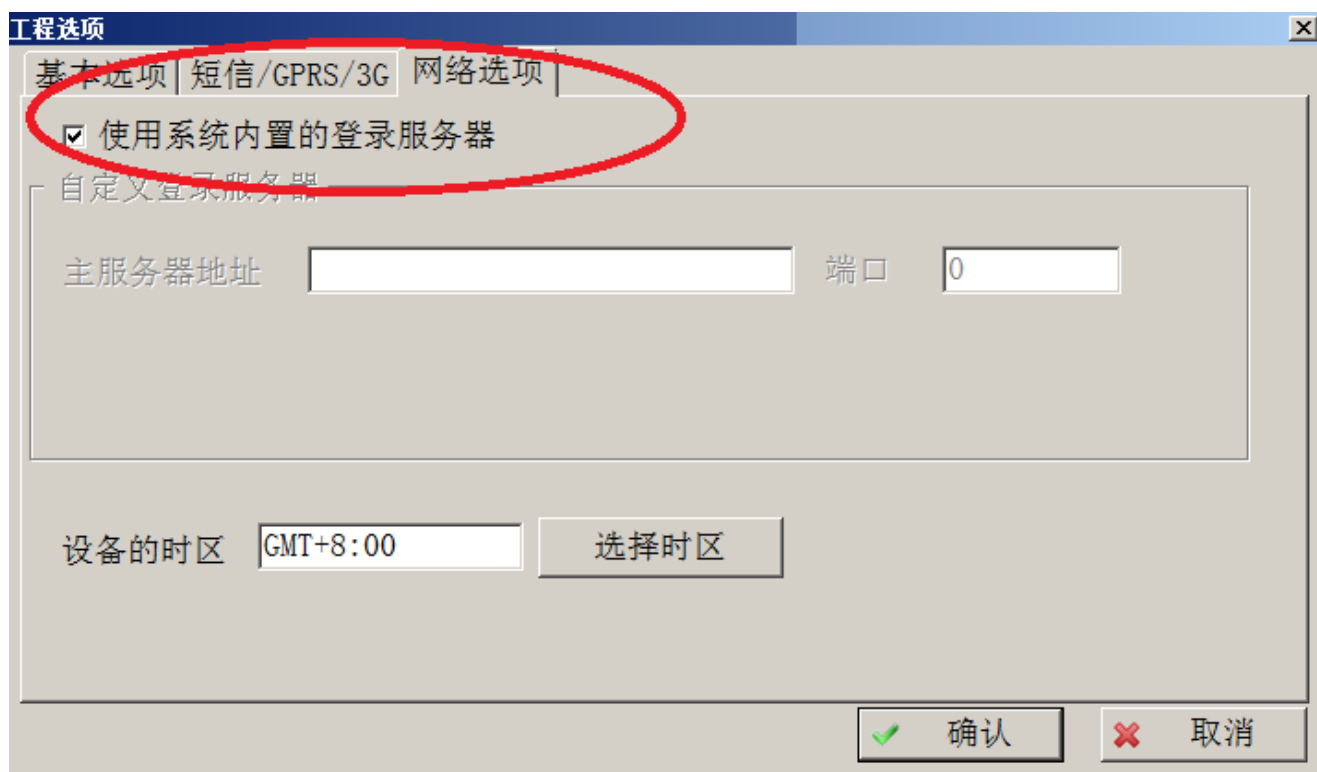 工程选项
基本选项 短信/GPRS/3G 网络选项
使用系统内置的登录服务器
自定义登录服务器
主服务器地址 端口 0
设备的时区 GMT+8:00 选择时区
确认 取消